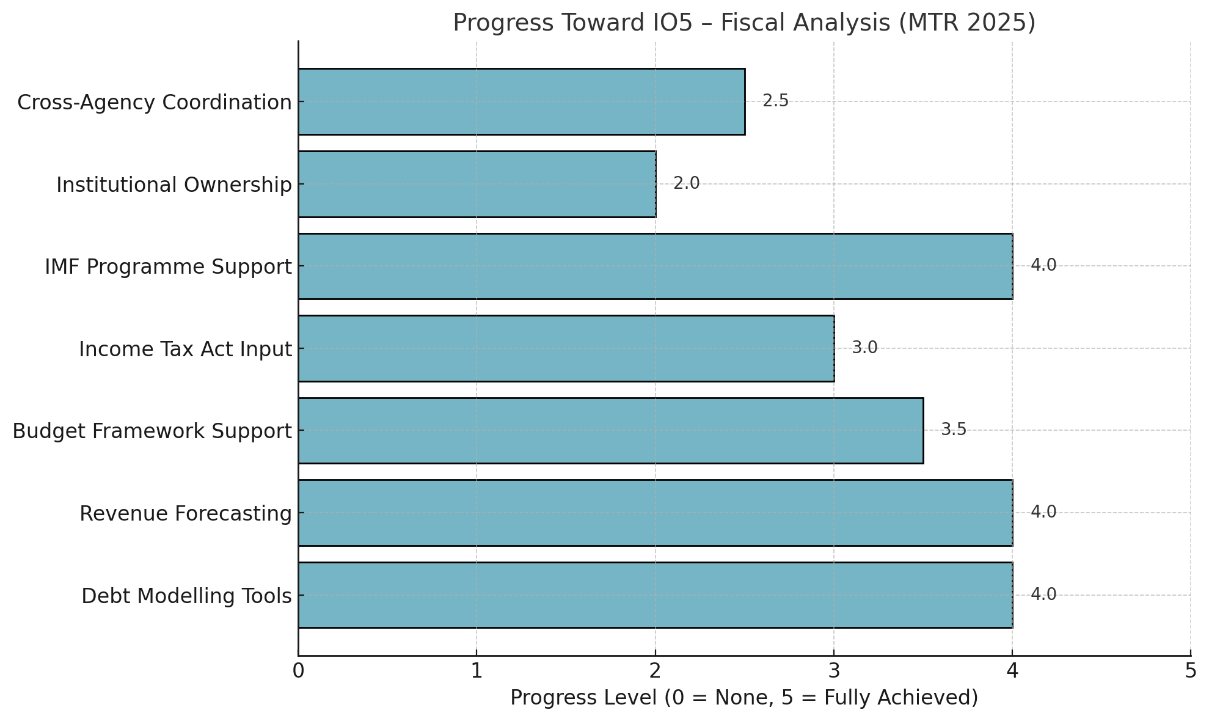 Progress Toward IO5 – Fiscal Analysis (MTR 2025)
Cross-Agency Coordination
2.5
Institutional Ownership
2.0
IMF Programme Support
4.0
Income Tax Act Input
3.0
Budget Framework Support
3.5
Revenue Forecasting
4.0
Debt Modelling Tools
4.0
0 1 2 3 4 5
Progress Level (0 = None, 5 = Fully Achieved)